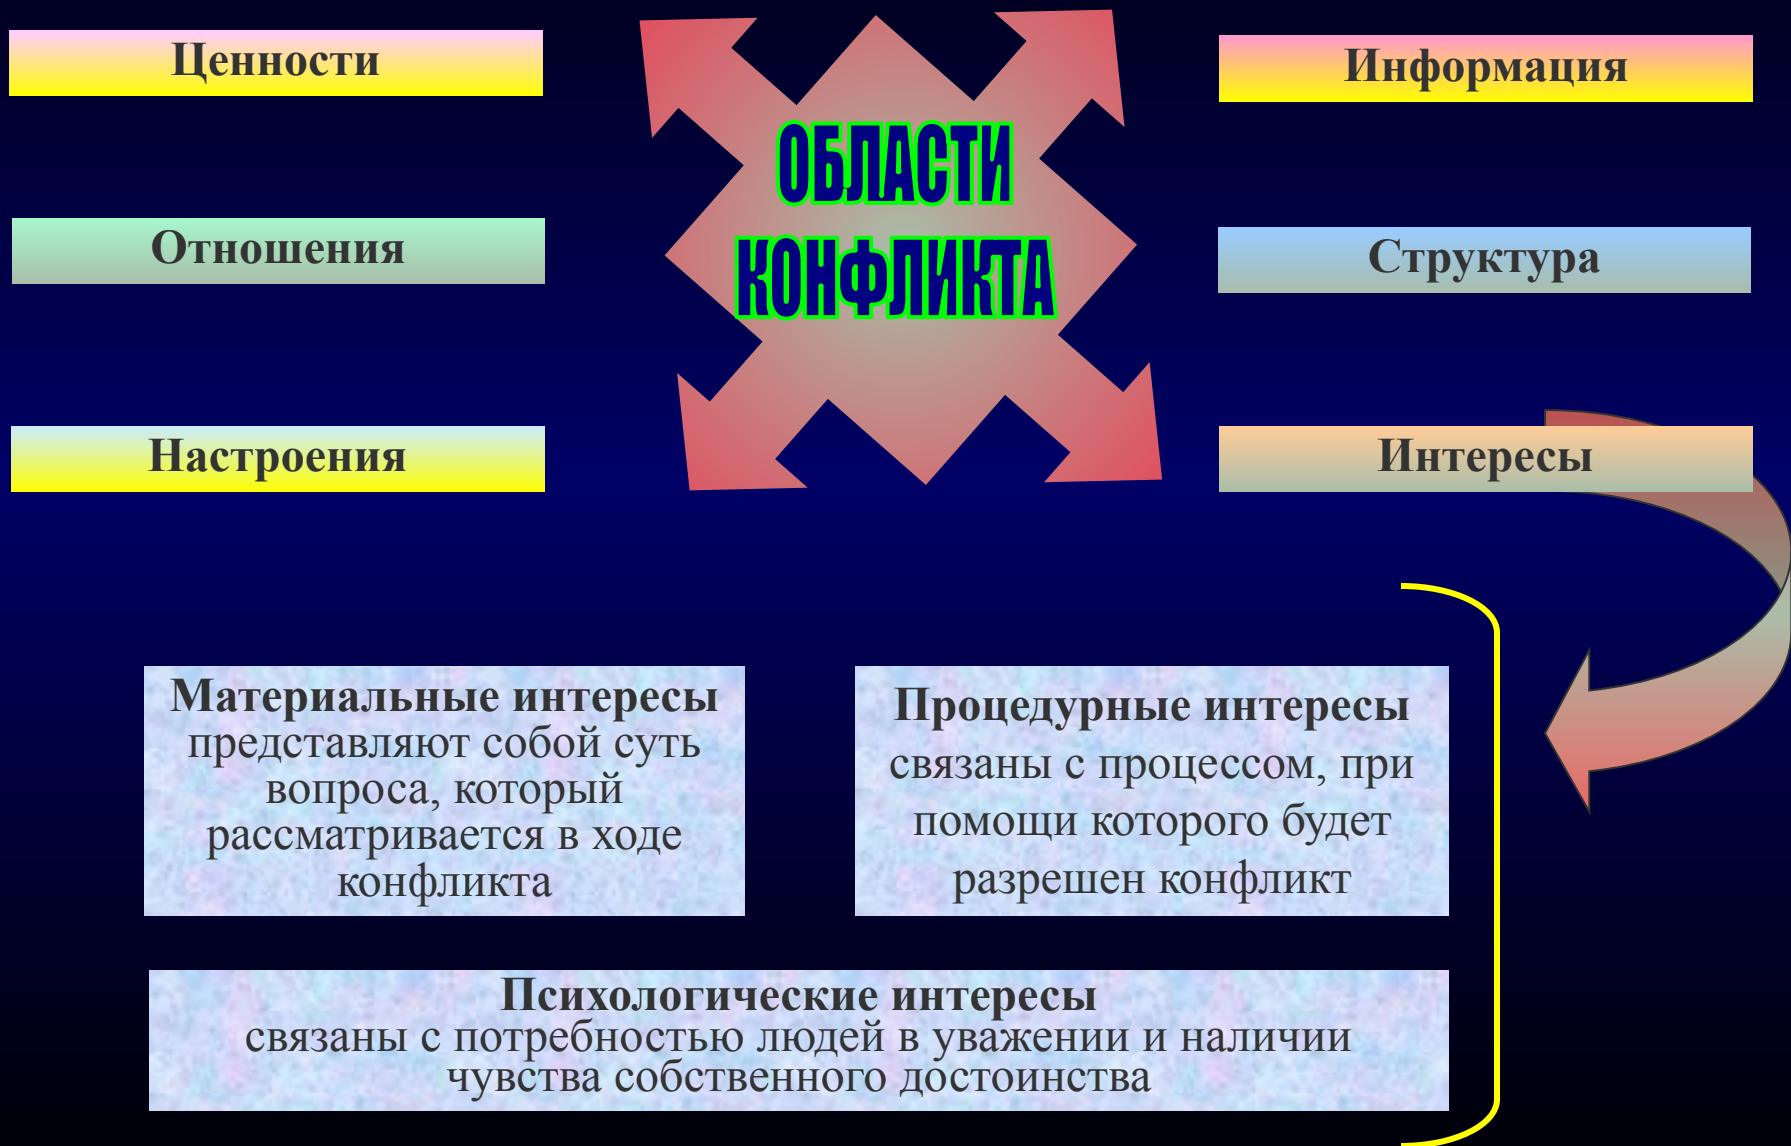 Ценности
Информация
ОБЛАСТИ
КОНФЛИКТА
Отношения
Структура
Настроения
Интересы
Материальные интересы
представляют собой суть
вопроса, который
рассматривается в ходе
конфликта
Процедурные интересы
связаны с процессом, при
помощи которого будет
разрешен конфликт
Психологические интересы
связаны с потребностью людей в уважении и наличии
чувства собственного достоинства